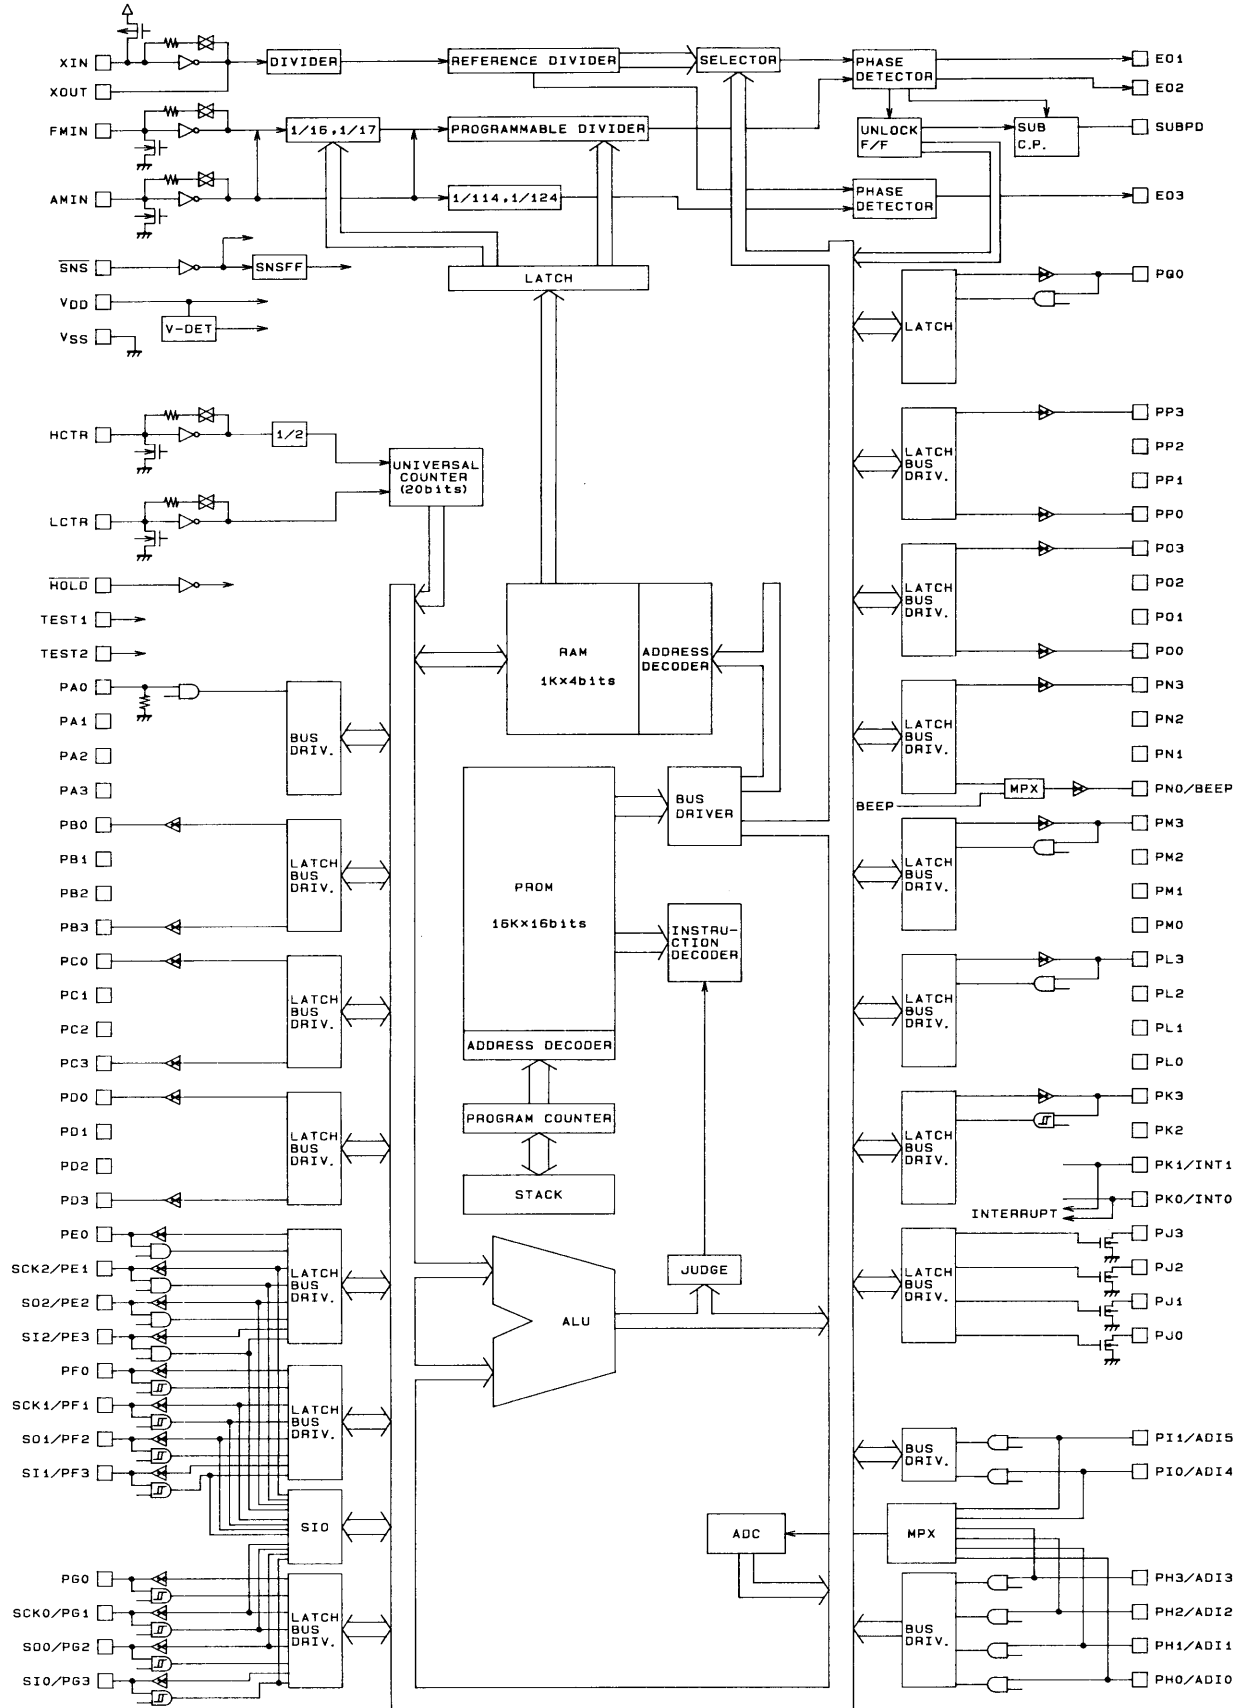 XIN
XOUT
FMIN
AMIN
SNS
VDD
VSS
HCTR
LCTR
HOLD
TEST1
TEST2
PA0
PA1
PA2
PA3
PB0
PB1
PB2
PB3
PC0
PC1
PC2
PC3
PD0
PD1
PD2
PD3
PE0
SCK2/PE1
SO2/PE2
SI2/PE3
PF0
SCK1/PF1
SO1/PF2
SI1/PF3
PG0
SCK0/PG1
SO0/PG2
SI0/PG3
DIVIDER
REFERENCE DIVIDER
SELECTOR
PHASE
DETECTOR
1/16,1/17
PROGRAMMABLE DIVIDER
UNLOCK
F/F
SUB
C.P.
1/114,1/124
PHASE
DETECTOR
SNSFF
V-DET
LATCH
1/2
UNIVERSAL
COUNTER
(20bits)
RAM
1K×4bits
ADDRESS
DECODER
BUS
DRIV.
LATCH
BUS
DRIV.
LATCH
BUS
DRIV.
LATCH
BUS
DRIV.
LATCH
BUS
DRIV.
LATCH
BUS
DRIV.
SIO
LATCH
BUS
DRIV.
PROM
16K×16bits
ADDRESS DECODER
BUS
DRIVER
INSTRU-
CTION
DECODER
PROGRAM COUNTER
STACK
JUDGE
ALU
ADC
MPX
LATCH
LATCH
BUS
DRIV.
LATCH
BUS
DRIV.
LATCH
BUS
DRIV.
BEEP
MPX
LATCH
BUS
DRIV.
LATCH
BUS
DRIV.
LATCH
BUS
DRIV.
INTERRUPT
LATCH
BUS
DRIV.
BUS
DRIV.
BUS
DRIV.
EO1
EO2
SUBPD
EO3
PQ0
PP3
PP2
PP1
PP0
PO3
PO2
PO1
PO0
PN3
PN2
PN1
PN0/BEEP
PM3
PM2
PM1
PM0
PL3
PL2
PL1
PL0
PK3
PK2
PK1/INT1
PK0/INT0
PJ3
PJ2
PJ1
PJ0
PI1/ADI5
PI0/ADI4
PH3/ADI3
PH2/ADI2
PH1/ADI1
PH0/ADI0